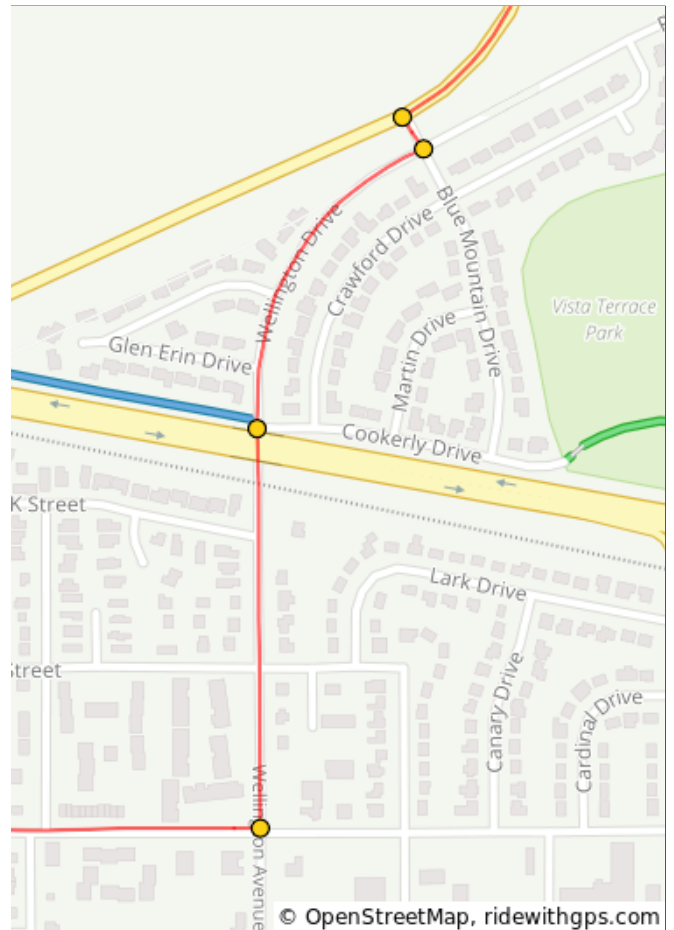 Wellington Drive
Crawford Drive
Blue Mountain Drive
Vista Terrace
Park
Martin Drive
Glen Erin Drive
Cookerly Drive
K Street
Lark Drive
Street
Canary Drive
Cardinal Drive
Wellington Avenue
© OpenStreetMap, ridewithgps.com